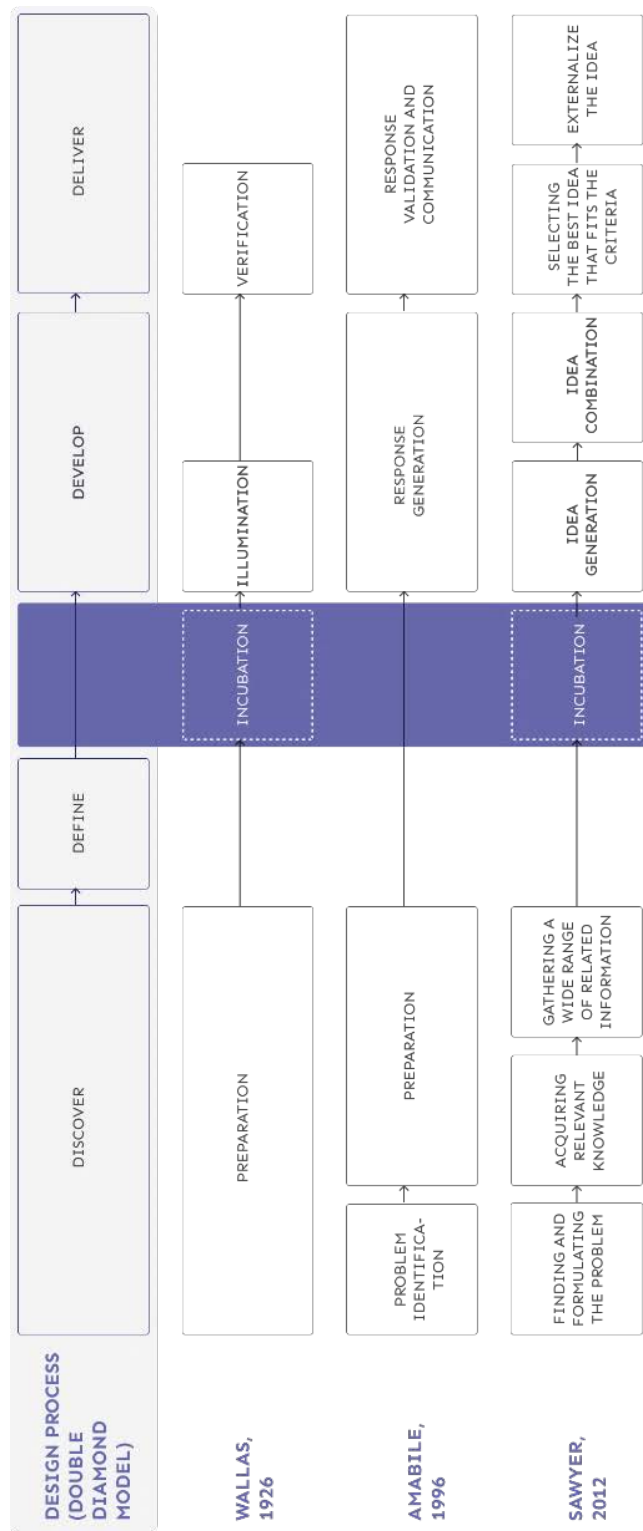 DESIGN PROCESS
(DOUBLE
DIAMOND
MODEL)
DISCOVER
DEFINE
DEVELOP
DELIVER
WALLAS,
1926
PREPARATION
INCUBATION
ILLUMINATION
VERIFICATION
AMABILE,
1996
PROBLEM
IDENTIFICA-
TION
PREPARATION
RESPONSE
GENERATION
RESPONSE
VALIDATION AND
COMMUNICATION
SAWYER,
2012
FINDING AND
FORMULATING
THE PROBLEM
ACQUIRING
RELEVANT
KNOWLEDGE
GATHERING A
WIDE RANGE
OF RELATED
INFORMATION
INCUBATION
IDEA
GENERATION
IDEA
COMBINATION
SELECTING
THE BEST IDEA
THAT FITS THE
CRITERIA
EXTERNALIZE
THE IDEA